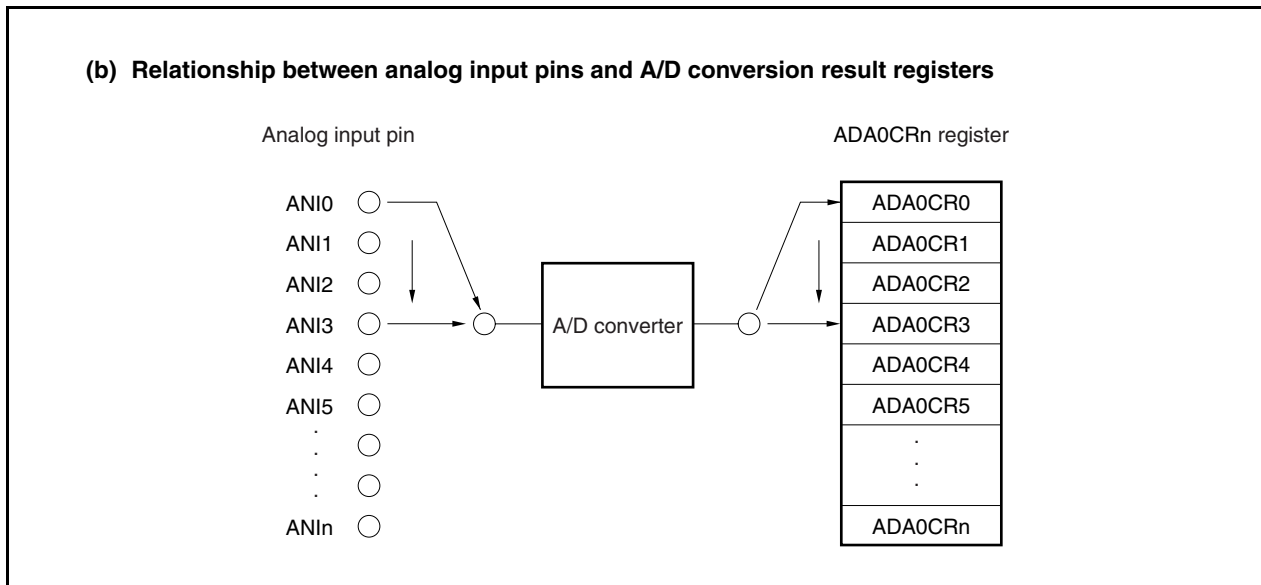 (b) Relationship between analog input pins and A/D conversion result registers
Analog input pin
ADA0CRn register
ANI0
ANI1
ANI2
ANI3
ANI4
ANI5
.
.
.
.
ANIn
A/D converter
ADA0CR0
ADA0CR1
ADA0CR2
ADA0CR3
ADA0CR4
ADA0CR5
.
.
.
ADA0CRn